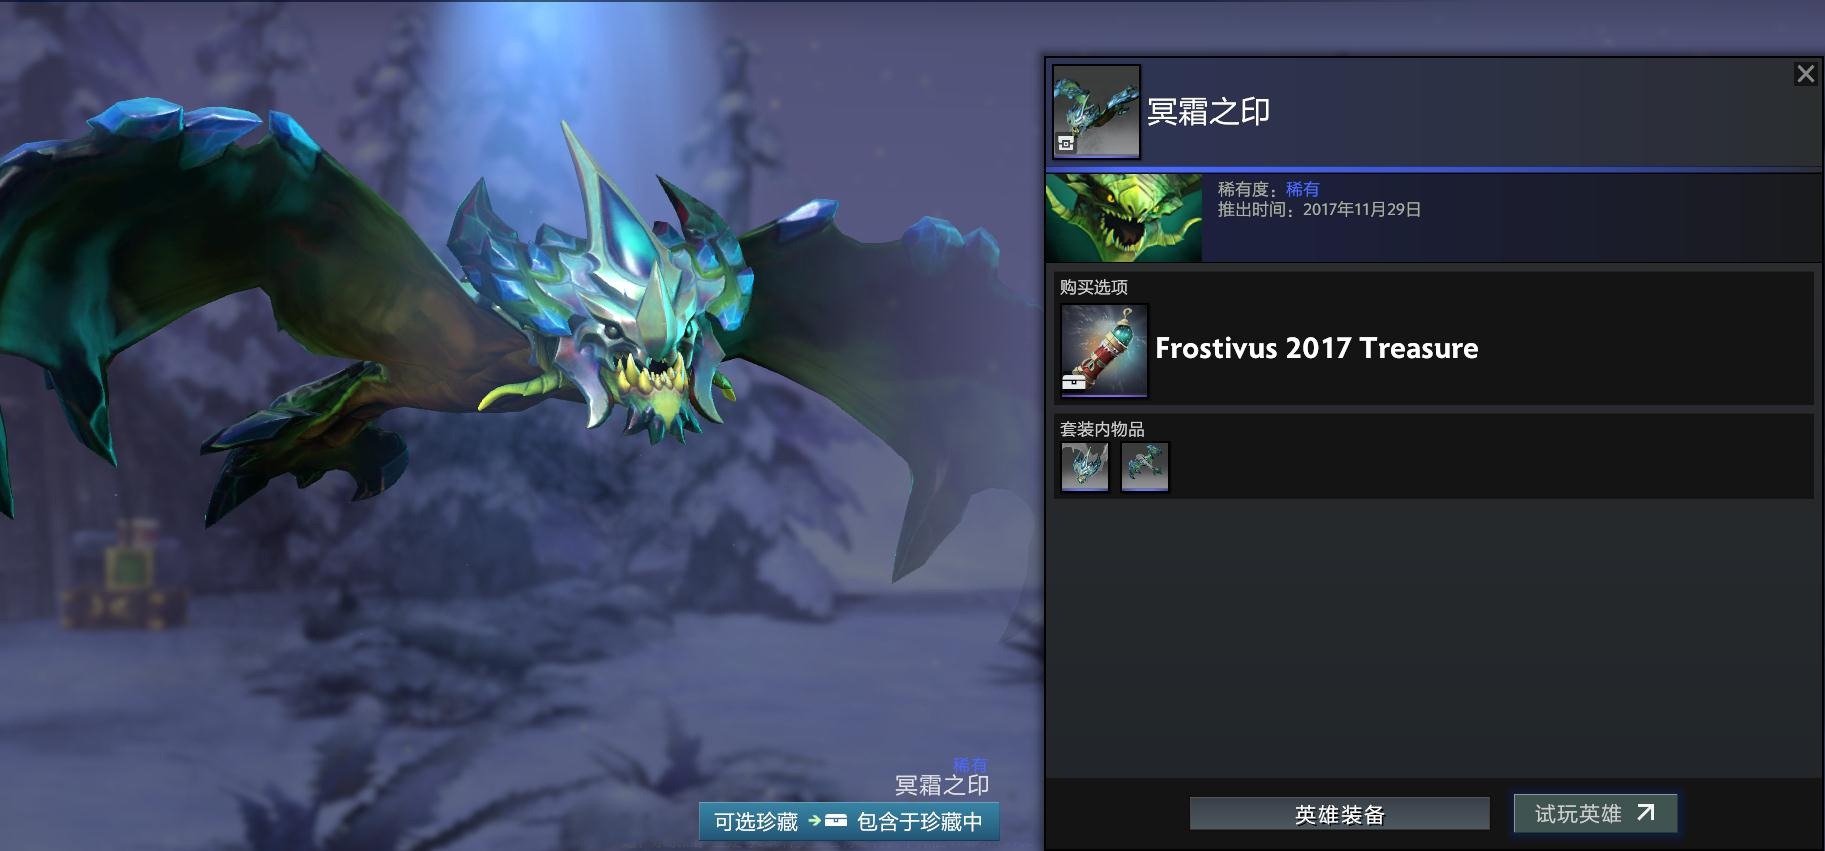 冥霜之印
稀有度：稀有
推出时间：2017年11月29日
购买选项
Frostivus 2017 Treasure
套装内物品
稀有
冥霜之印
可选珍藏 包含于珍藏中
英雄装备
试玩英雄